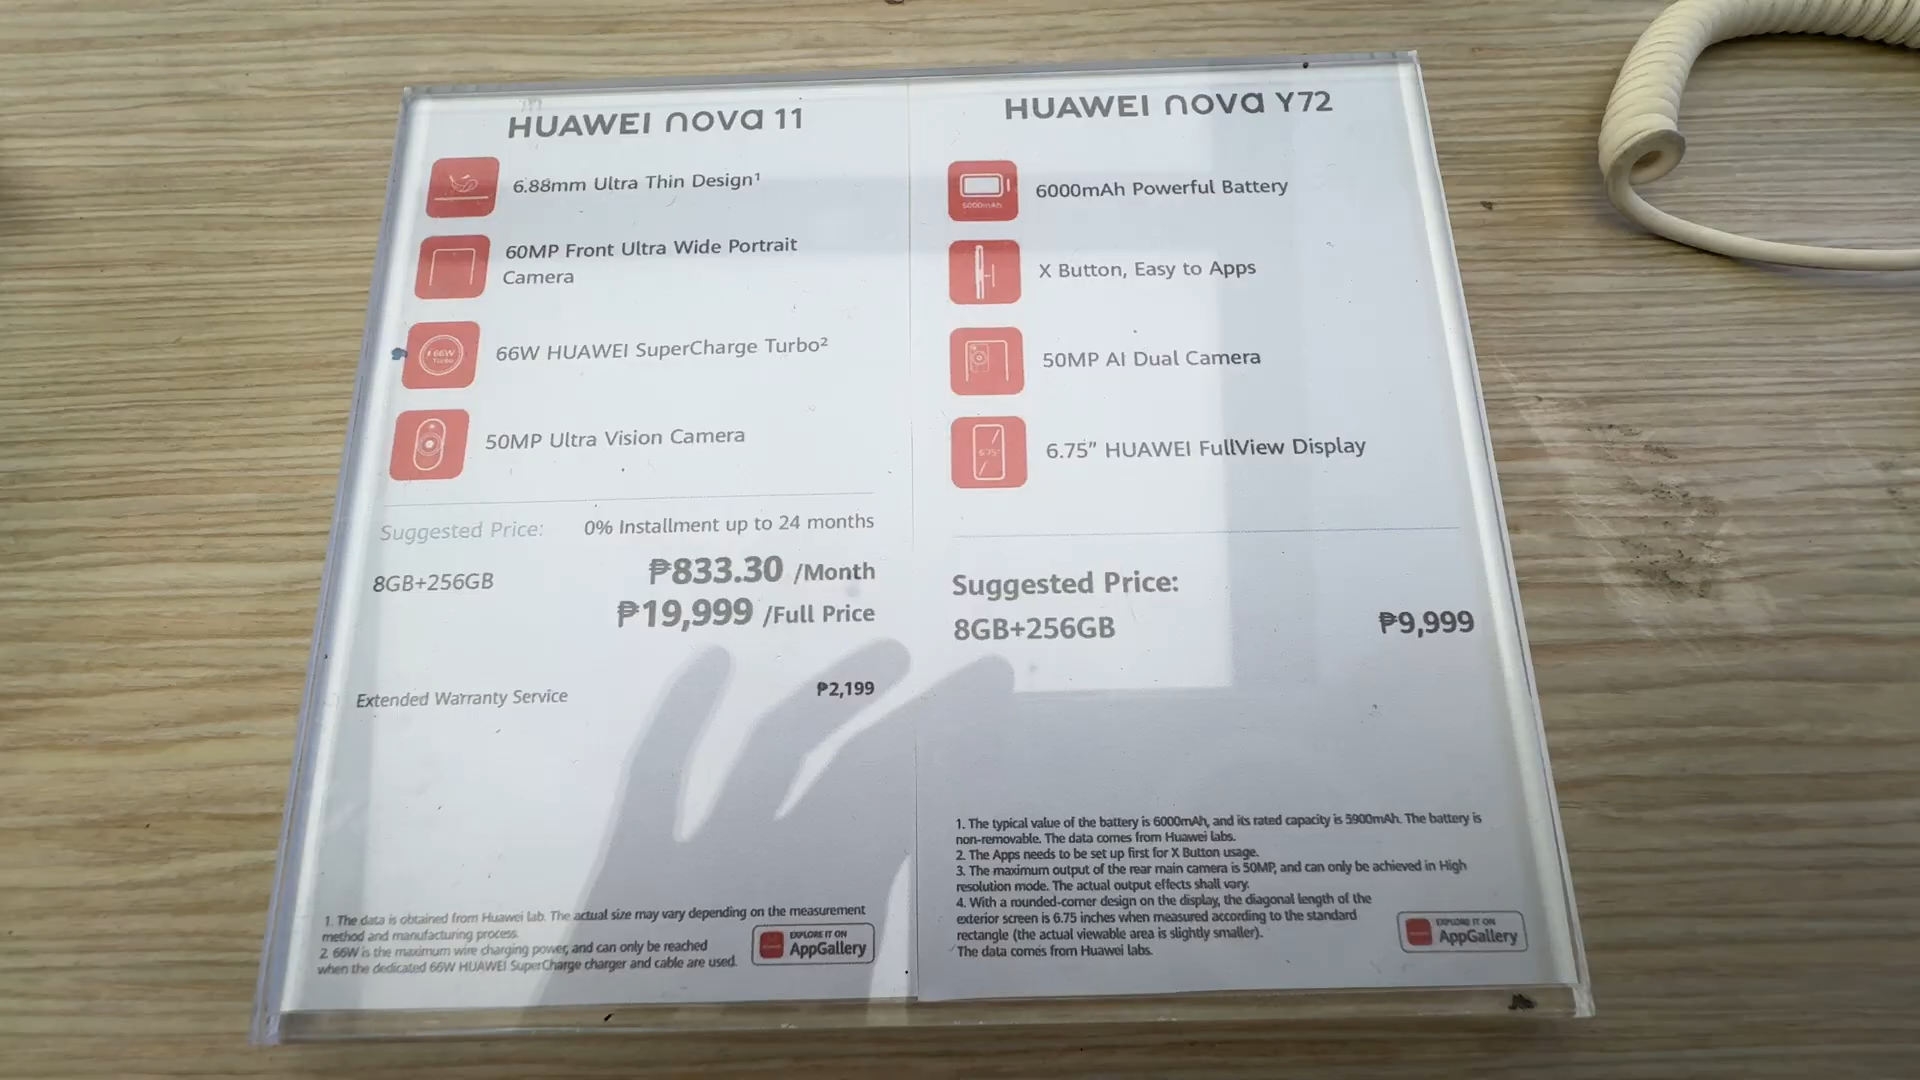 HUAWEI nova 11
6.88mm Ultra Thin Design¹
60MP Front Ultra Wide Portrait
Camera
66W
Turbo
66W HUAWEI SuperCharge Turbo²
50MP Ultra Vision Camera
Suggested Price:
0% Installment up to 24 months
8GB+256GB
₱833.30 /Month
₱19,999 /Full Price
Extended Warranty Service
₱2,199
1. The data is obtained from Huawei lab. The actual size may vary depending on the measurement
method and manufacturing process.
2. 66W is the maximum wire charging power, and can only be reached
when the dedicated 66W HUAWEI SuperCharge charger and cable are used.
EXPLORE IT ON
AppGallery
HUAWEI nova Y72
6000mAh
6000mAh Powerful Battery
X Button, Easy to Apps
50MP AI Dual Camera
6.75"
6.75” HUAWEI FullView Display
Suggested Price:
8GB+256GB
₱9,999
1. The typical value of the battery is 6000mAh, and its rated capacity is 5900mAh. The battery is
non-removable. The data comes from Huawei labs.
2. The Apps needs to be set up first for X Button usage.
3. The maximum output of the rear main camera is 50MP, and can only be achieved in High
resolution mode. The actual output effects shall vary.
4. With a rounded-corner design on the display, the diagonal length of the
exterior screen is 6.75 inches when measured according to the standard
rectangle (the actual viewable area is slightly smaller).
The data comes from Huawei labs.
EXPLORE IT ON
AppGallery